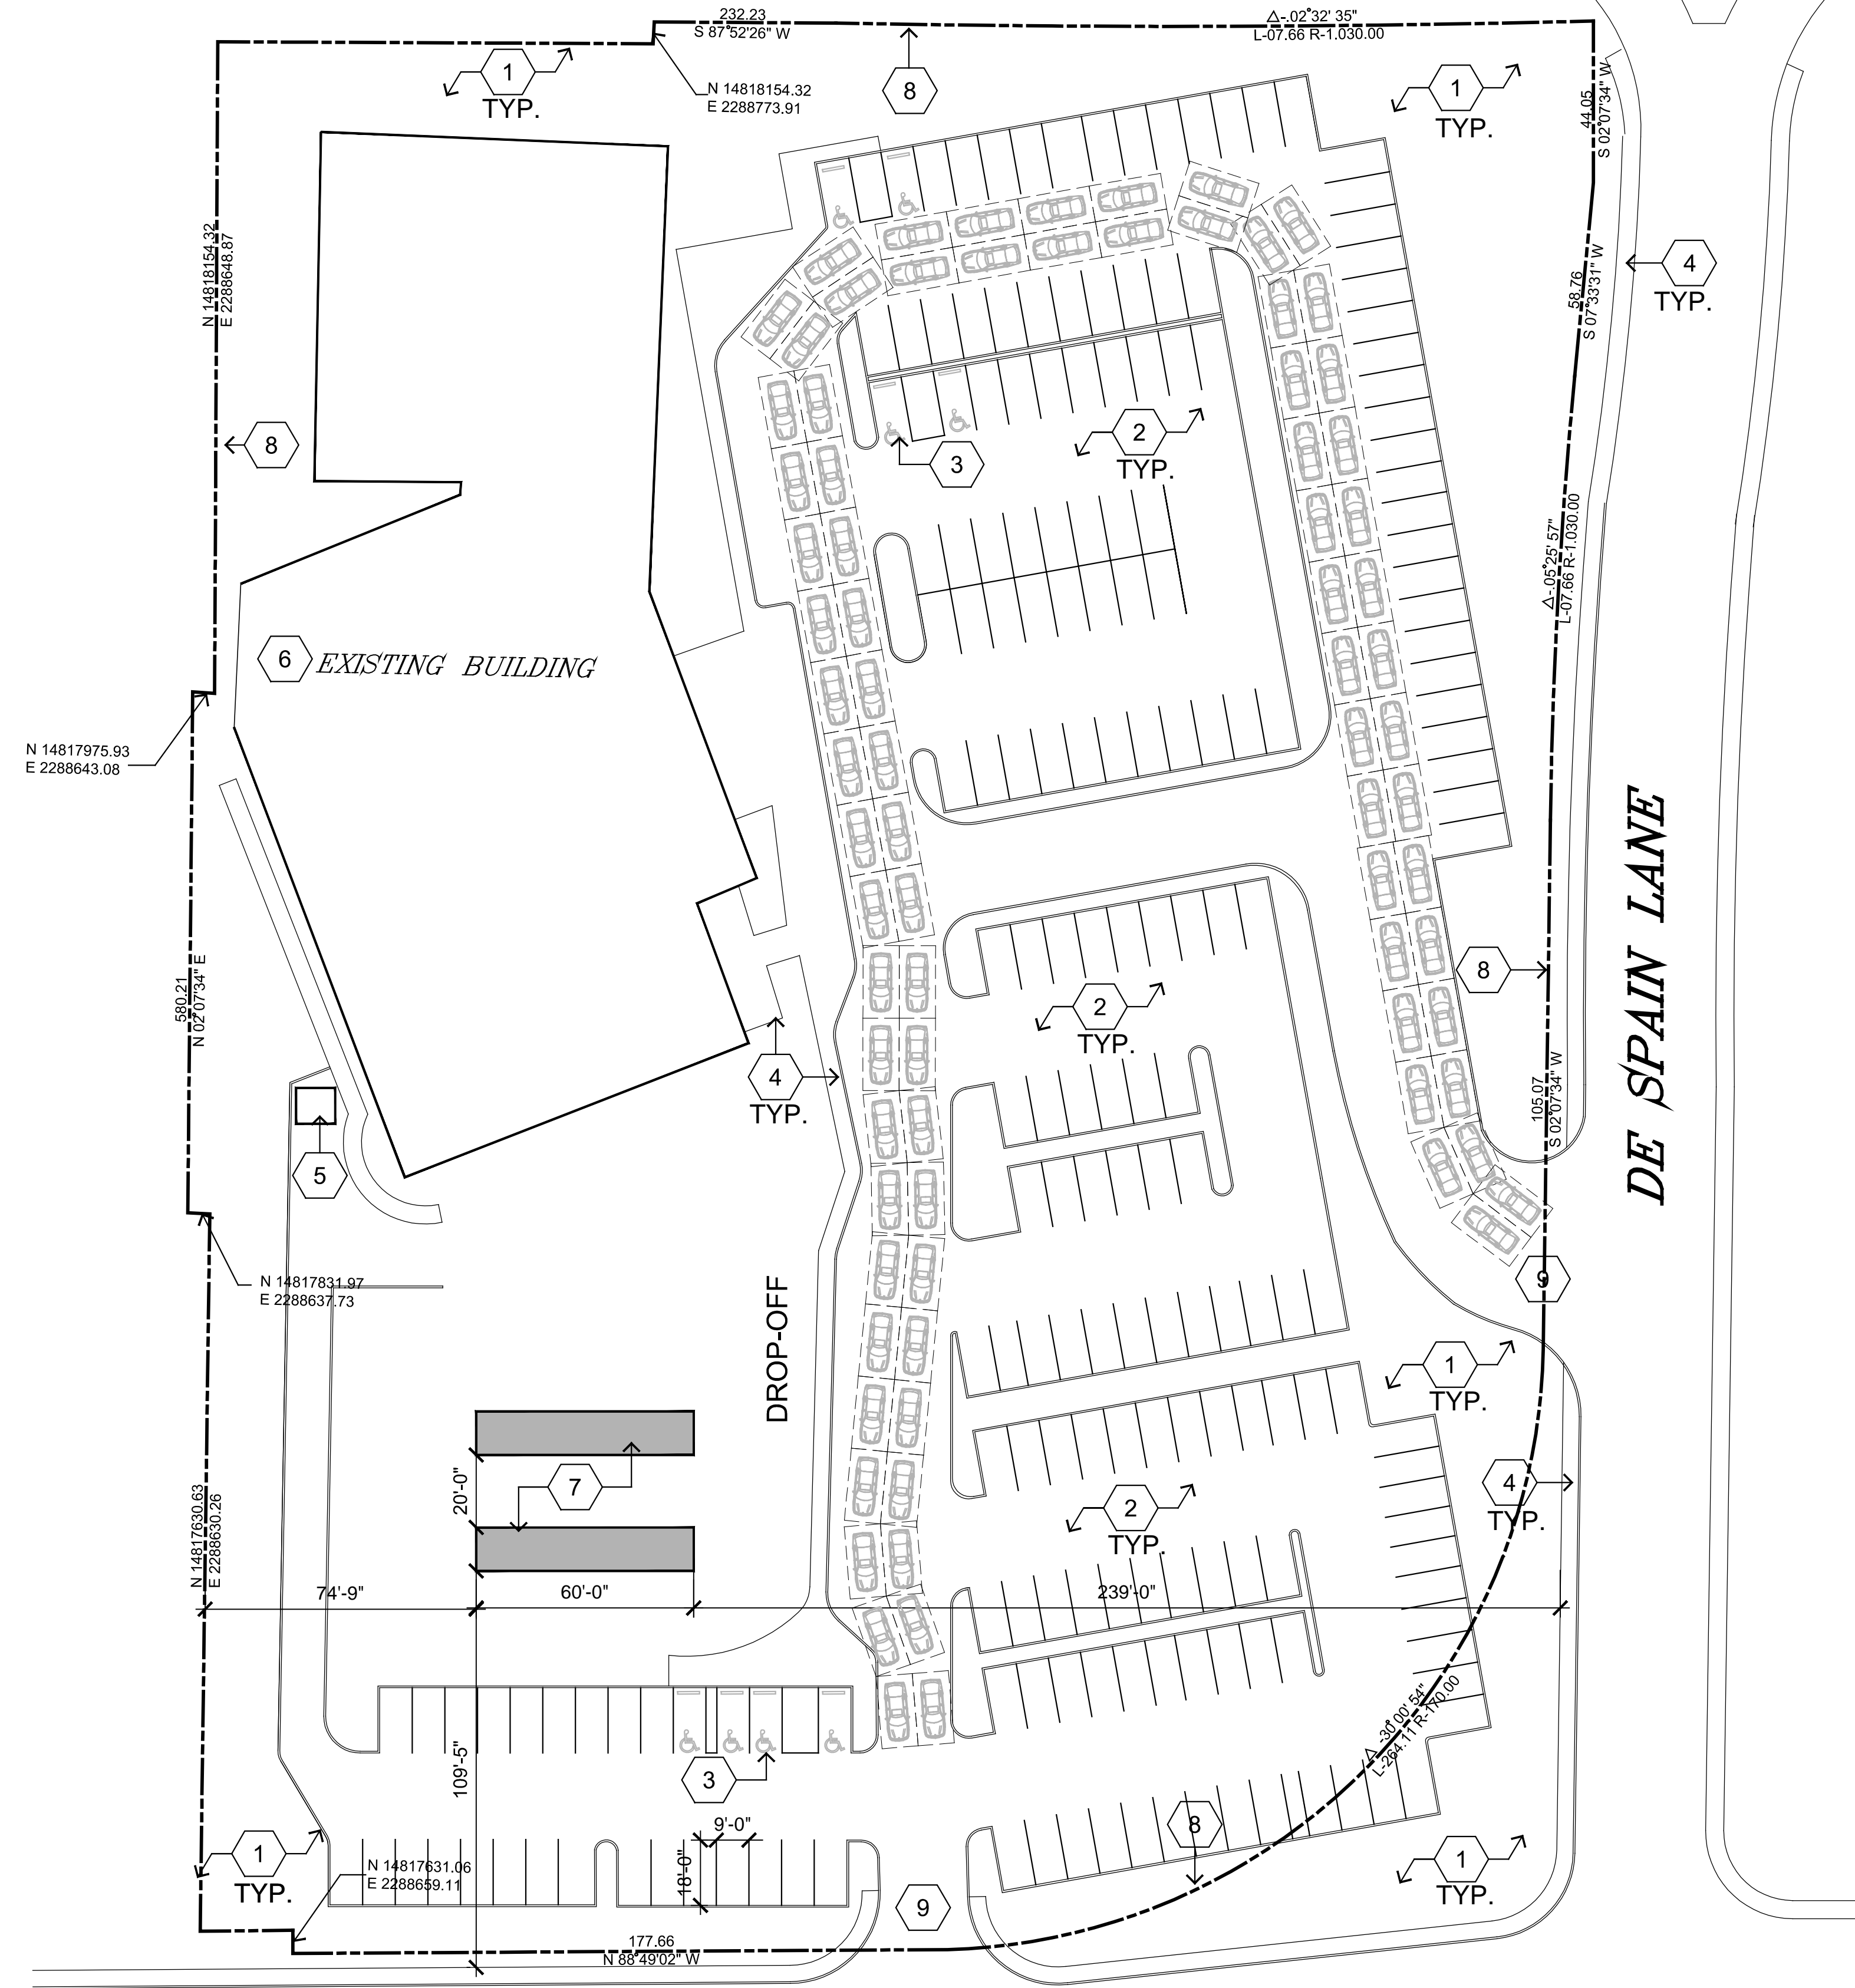 232.23
S 87°52'26" W
Δ-.02°32' 35"
L-07.66 R-1.030.00
1
TYP.
N 14818154.32
E 2288773.91
8
1
TYP.
44.05
S 02°07'34" W
N 14818154.32
E 2288648.87
58.76
S 07°33'31" W
4
TYP.
8
3
2
TYP.
Δ-.05°25' 57"
L-07.66 R-1.030.00
6
EXISTING BUILDING
N 14817975.93
E 2288643.08
DE SPAIN LANE
580.21
N 02°07'34" E
8
2
TYP.
4
TYP.
105.07
S 02°07'34" W
5
9
N 14817831.97
E 2288637.73
DROP-OFF
1
TYP.
7
20'-0"
4
TYP.
2
TYP.
N 14817630.63
E 2288630.26
74'-9"
60'-0"
239'-0"
Δ -30°00' 54"
L-264.11 R-170.00
109'-5"
3
9'-0"
18'-0"
8
1
TYP.
N 14817631.06
E 2288659.11
9
1
TYP.
177.66
N 88°49'02" W